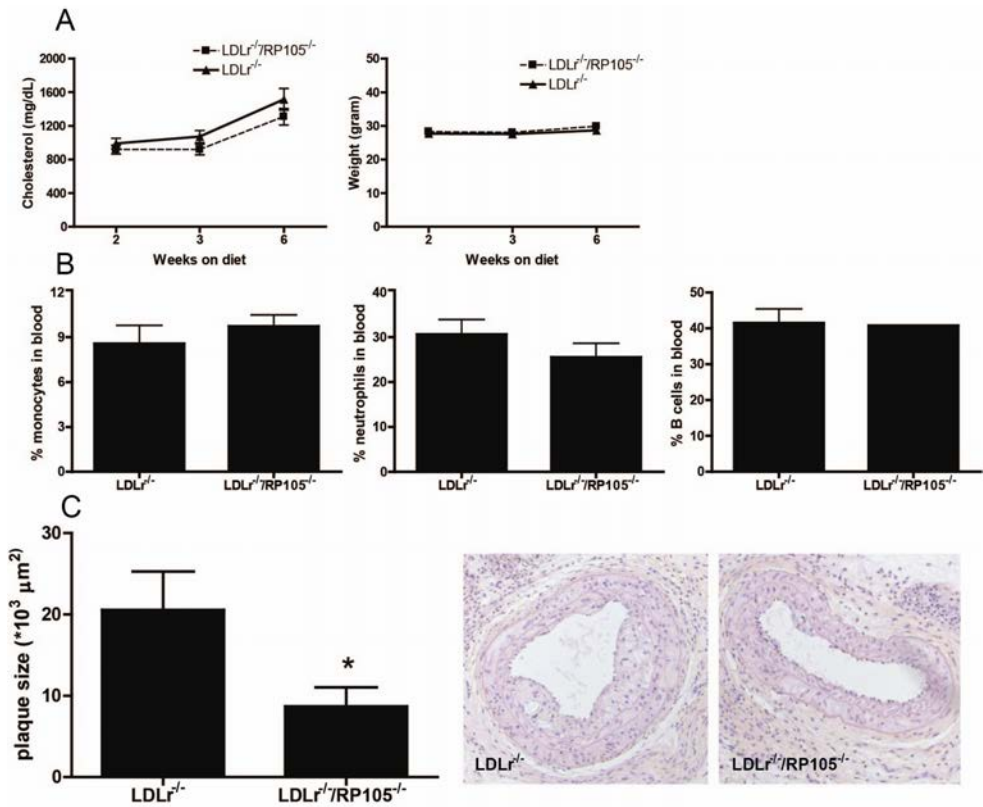 A
LDLr-/-/RP105-/-
LDLr-/-
Cholesterol (mg/dL)
2000
1600
1200
800
400
0
2
3
6
Weeks on diet
LDLr-/-/RP105-/-
LDLr-/-
Weight (gram)
50
40
30
20
10
0
2
3
6
Weeks on diet
B
% monocytes in blood
12
9
6
3
0
LDLr-/-
LDLr-/-/RP105-/-
% neutrophils in blood
40
30
20
10
0
LDLr-/-
LDLr-/-/RP105-/-
% B cells in blood
50
40
30
20
10
0
LDLr-/-
LDLr-/-/RP105-/-
C
plaque size (*10³ µm²)
30
20
10
0
*
LDLr-/-
LDLr-/-/RP105-/-
LDLr-/-
LDLr-/-/RP105-/-